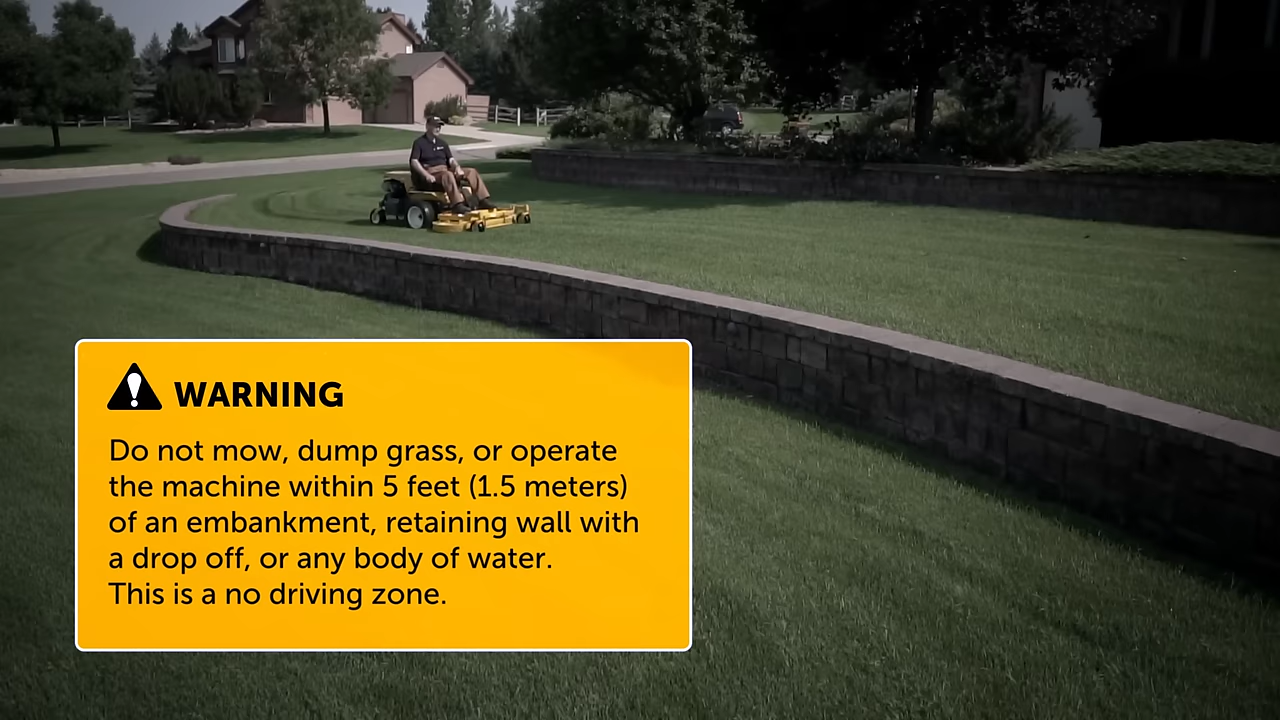 WARNING
Do not mow, dump grass, or operate
the machine within 5 feet (1.5 meters)
of an embankment, retaining wall with
a drop off, or any body of water.
This is a no driving zone.